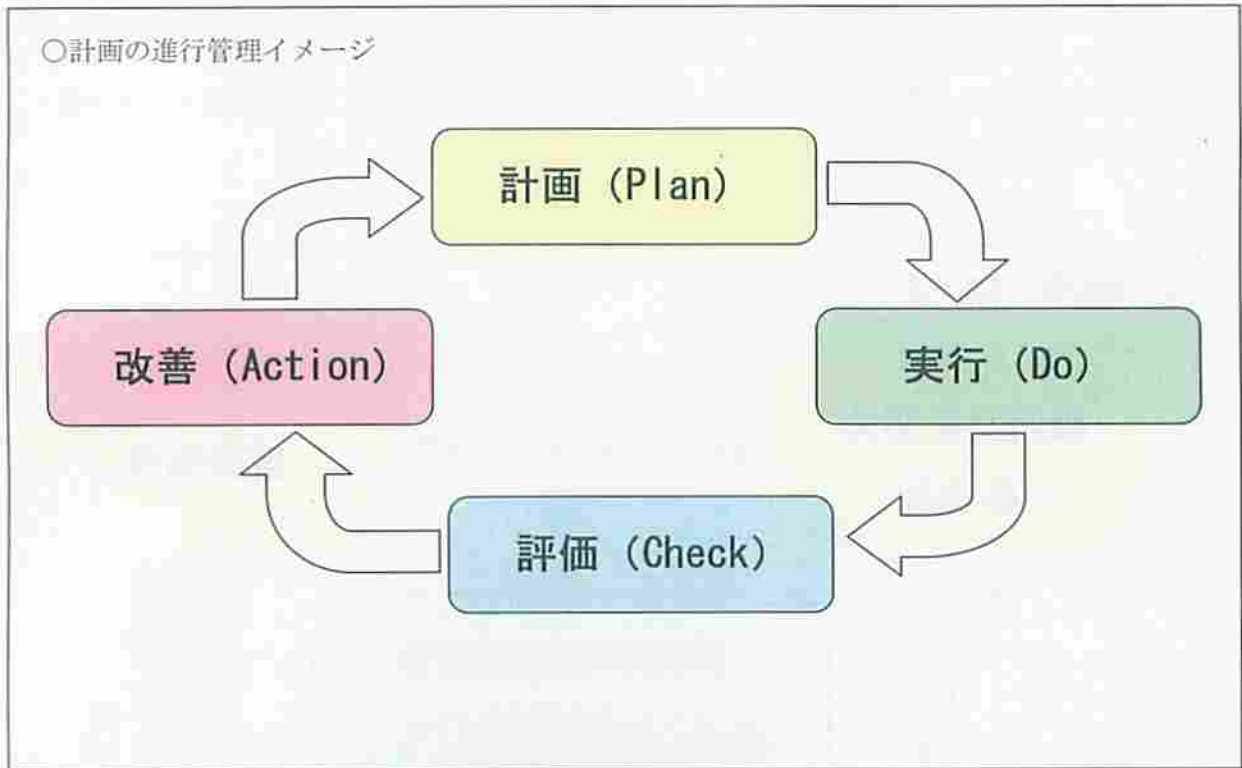 ○計画の進行管理イメージ
計画（Plan）
改善（Action）
実行（Do）
評価（Check）